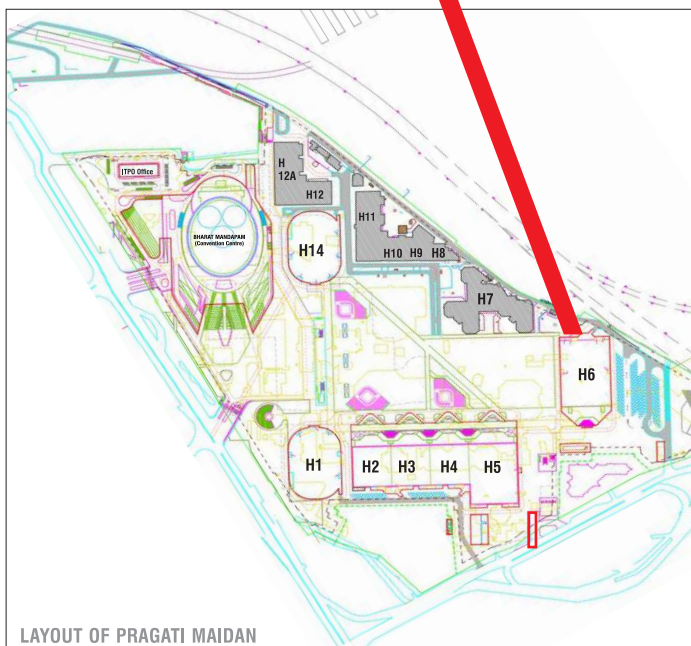 ITPO Office
BHARAT MANDAPAM
(Convention Centre)
H
12A
H12
H14
H11
H10
H9
H8
H7
H6
H1
H2
H3
H4
H5
LAYOUT OF PRAGATI MAIDAN